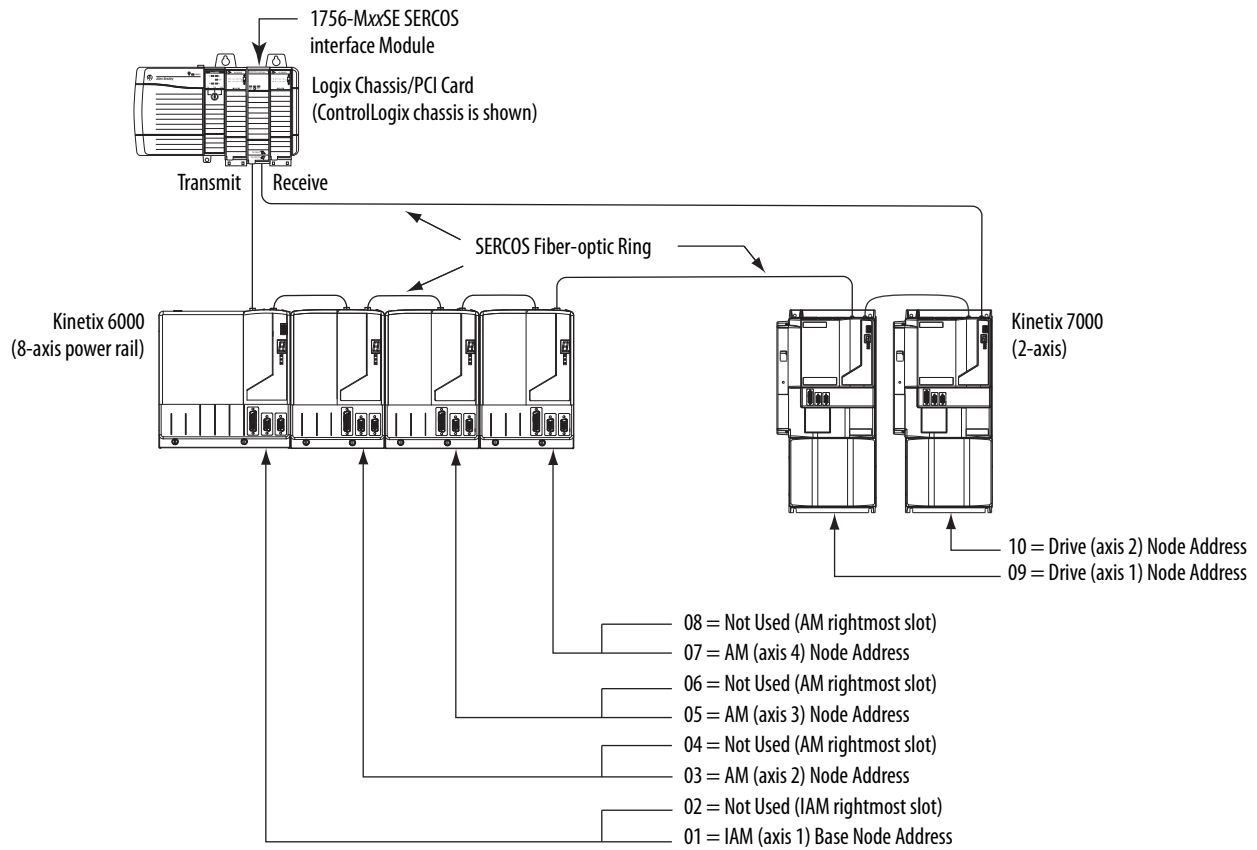 1756-MxxSE SERCOS
interface Module
Logix Chassis/PCI Card
(ControlLogix chassis is shown)
Transmit
Receive
SERCOS Fiber-optic Ring
Kinetix 6000
(8-axis power rail)
Kinetix 7000
(2-axis)
10 = Drive (axis 2) Node Address
09 = Drive (axis 1) Node Address
08 = Not Used (AM rightmost slot)
07 = AM (axis 4) Node Address
06 = Not Used (AM rightmost slot)
05 = AM (axis 3) Node Address
04 = Not Used (AM rightmost slot)
03 = AM (axis 2) Node Address
02 = Not Used (IAM rightmost slot)
01 = IAM (axis 1) Base Node Address